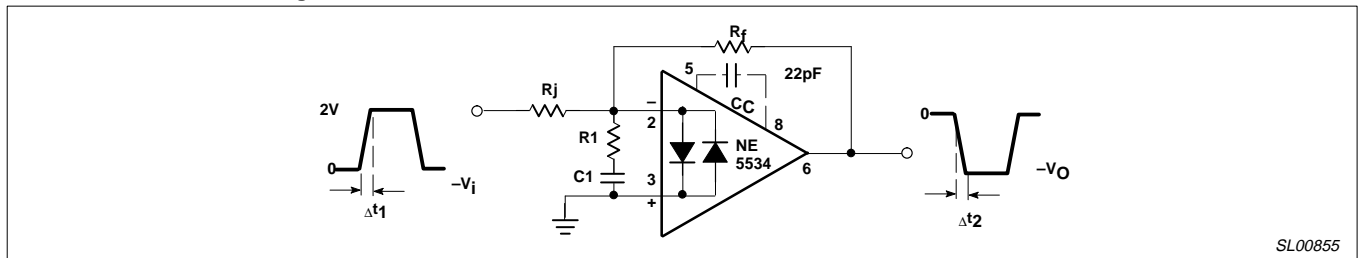 Rf
5
22pF
Rj
CC
2V
–
2
8
R1
NE
5534
0
6
C1
3
0
–Vi
+
–VO
Δt1
Δt2
SL00855